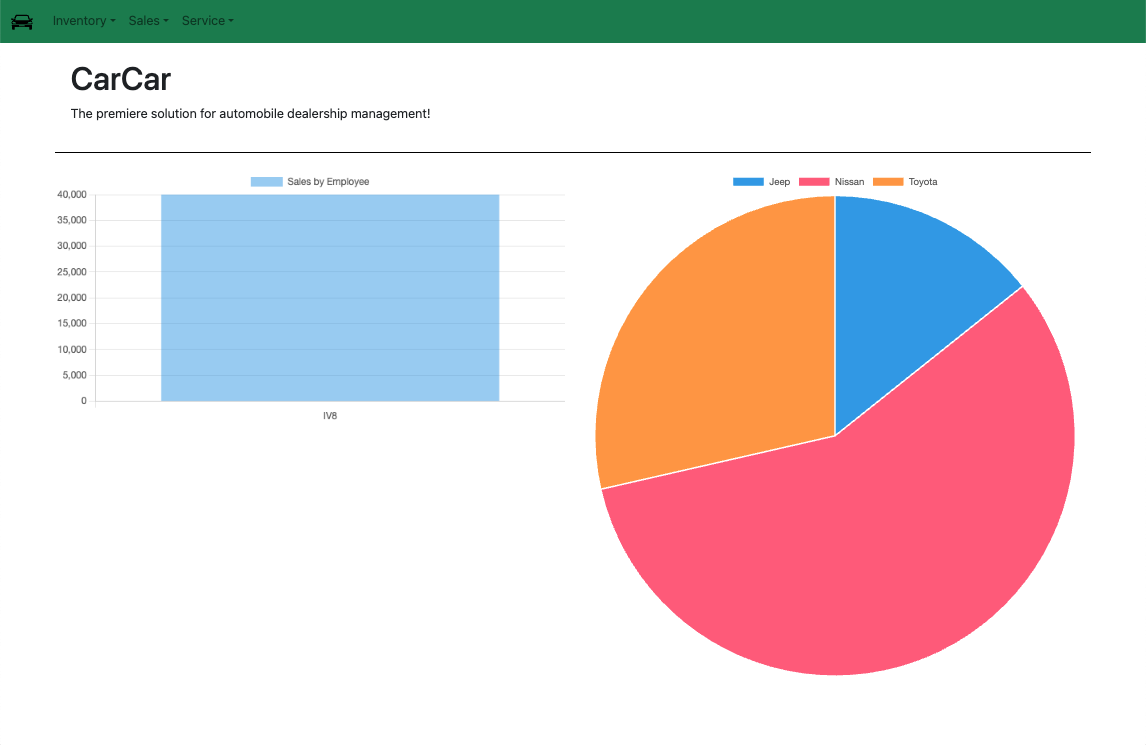 Inventory Sales Service
CarCar
The premiere solution for automobile dealership management!
Sales by Employee
40,000
35,000
30,000
25,000
20,000
15,000
10,000
5,000
0
IV8
Jeep Nissan Toyota